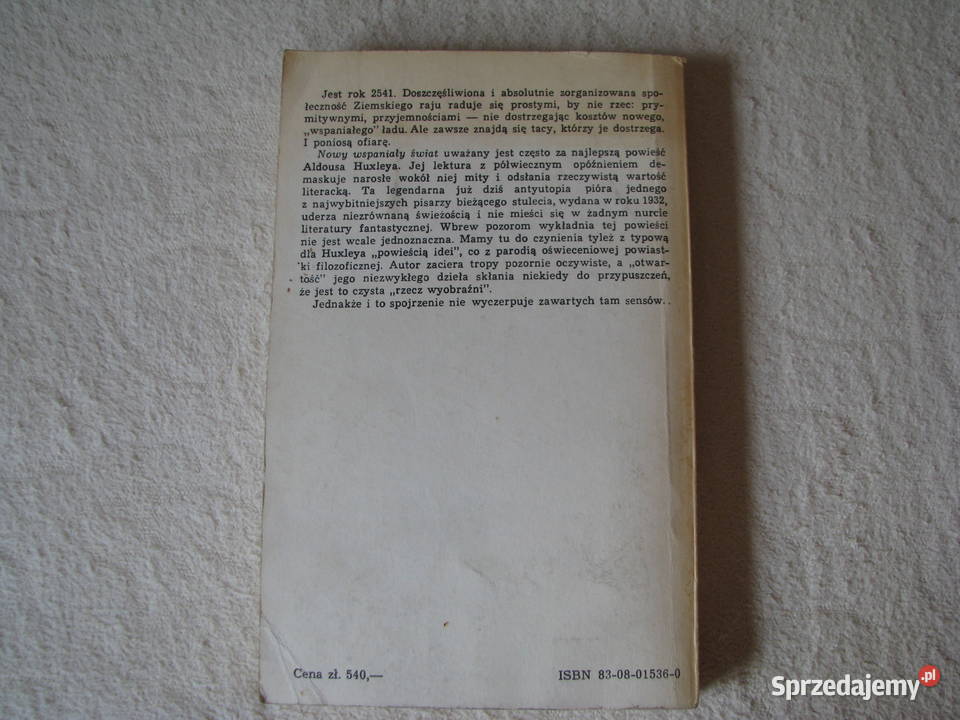 Jest rok 2541. Doszczęśliwiona i absolutnie zorganizowana spo-
łeczność Ziemskiego raju raduje się prostymi, by nie rzec: pry-
mitywnymi, przyjemnościami — nie dostrzegając kosztów nowego,
„wspaniałego" ładu. Ale zawsze znajdą się tacy, którzy je dostrzega.
I poniosą ofiarę.
Nowy wspaniały świat uważany jest często za najlepszą powieść
Aldousa Huxleya. Jej lektura z półwiecznym opóźnieniem de-
maskuje narosłe wokół niej mity i odsłania rzeczywistą wartość
literacką. Ta legendarna już dziś antyutopia pióra jednego
z najwybitniejszych pisarzy bieżącego stulecia, wydana w roku 1932,
uderza niezrównaną świeżością i nie mieści się w żadnym nurcie
literatury fantastycznej. Wbrew pozorom wykładnia tej powieści
nie jest wcale jednoznaczna. Mamy tu do czynienia tyleż z typową
dla Huxleya „powieścią idei", co z parodią oświeceniowej powiast-
ki filozoficznej. Autor zaciera tropy pozornie oczywiste, a „otwar-
tość" jego niezwykłego dzieła skłania niekiedy do przypuszczeń,
że jest to czysta „rzecz wyobraźni".
Jednakże i to spojrzenie nie wyczerpuje zawartych tam sensów..
Cena zł. 540,—
ISBN 83-08-01536-0
Sprzedajemy.pl